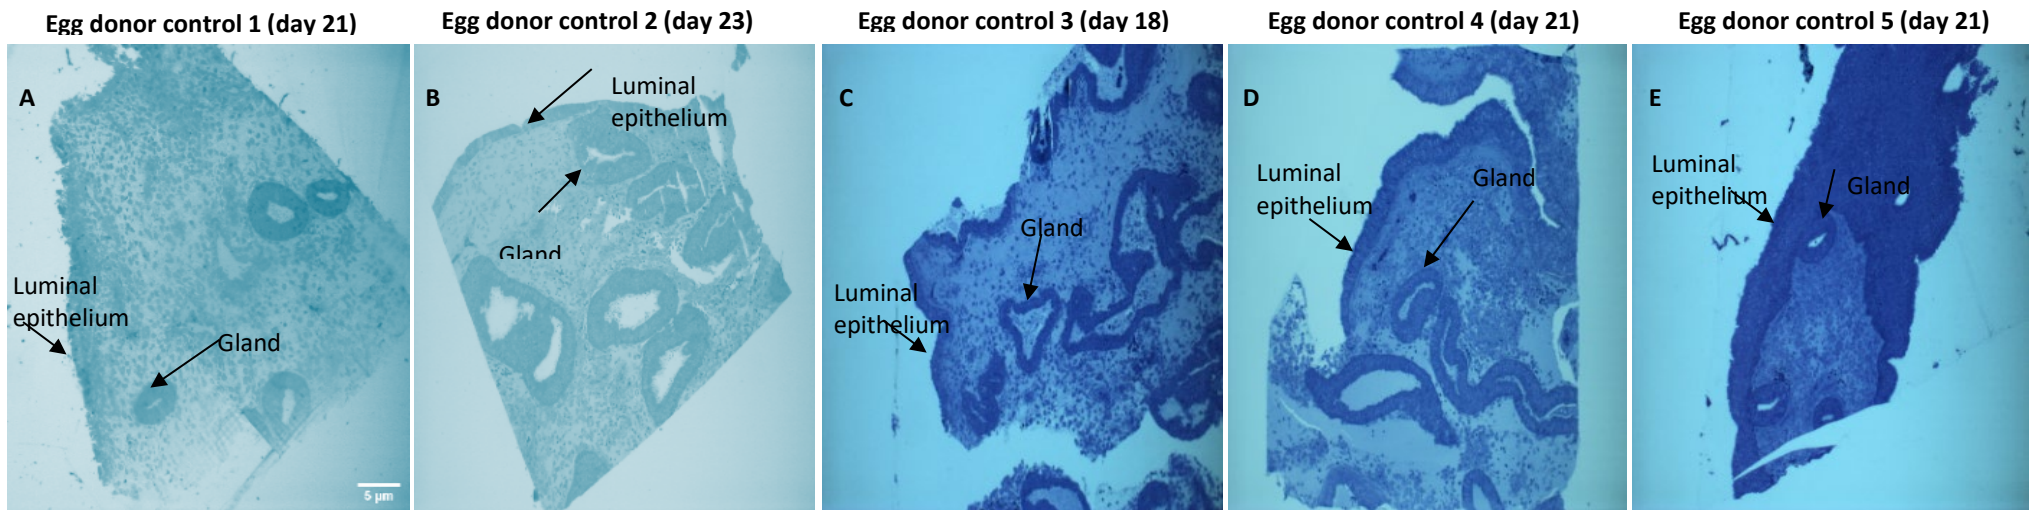 Egg donor control 1 (day 21)
Egg donor control 2 (day 23)
Egg donor control 3 (day 18)
Egg donor control 4 (day 21)
Egg donor control 5 (day 21)
A
Luminal
epithelium
Gland
5 µm
B
Luminal
epithelium
Gland
C
Gland
Luminal
epithelium
D
Luminal
epithelium
Gland
E
Luminal
epithelium
Gland